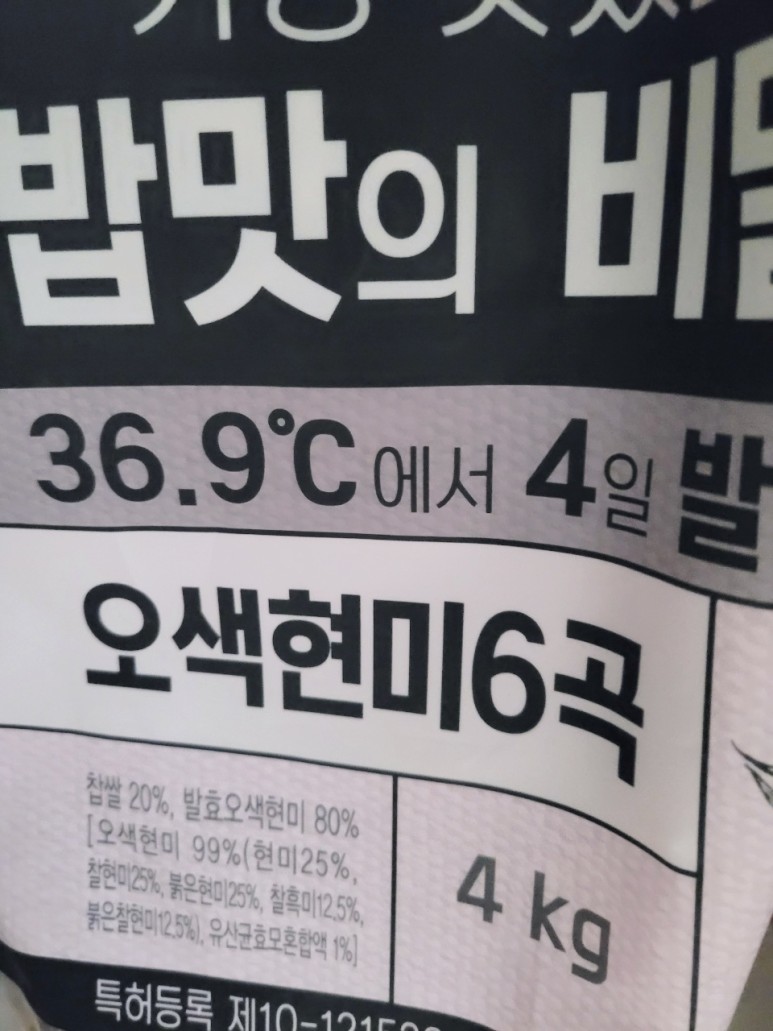 밥맛의 비밀
36.9℃에서 4일 발
오색현미6곡
찹쌀 20%, 발효오색현미 80%
[오색현미 99%(현미25%,
찰현미25%, 붉은현미25%, 찰흑미12.5%,
붉은찰현미12.5%), 유산균효모혼합액 1%]
4 kg
특허등록 제10-121